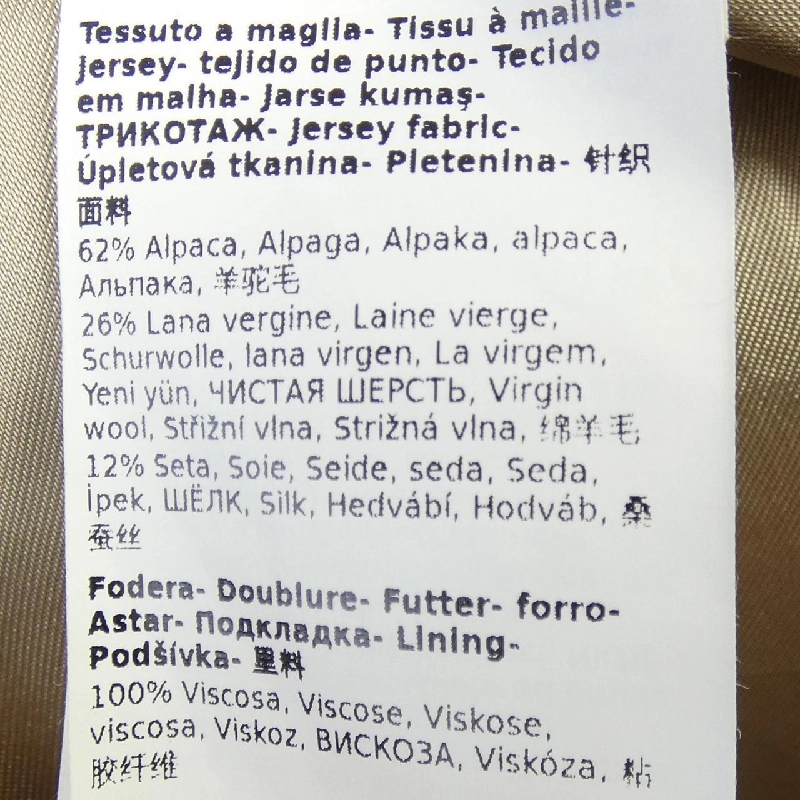 Tessuto a maglia- Tissu à maille-
Jersey- tejido de punto- Tecido
em malha- Jarse kumaş-
ТРИКОТАЖ- Jersey fabric-
Úpletová tkanina- Pletenina- 针织
面料
62% Alpaca, Alpaga, Alpaka, alpaca,
Альпака, 羊驼毛
26% Lana vergine, Laine vierge,
Schurwolle, lana virgen, La virgem,
Yeni yün, ЧИСТАЯ ШЕРСТЬ, Virgin
wool, Střižní vlna, Strižná vlna, 绵羊毛
12% Seta, Soie, Seide, seda, Seda,
İpek, ШЁЛК, Silk, Hedvábí, Hodváb, 桑
蚕丝
Fodera- Doublure- Futter- forro-
Astar- Подкладка- Lining-
Podšívka- 里料
100% Viscosa, Viscose, Viskose,
viscosa, Viskoz, ВИСКОЗА, Viskóza, 粘
胶纤维